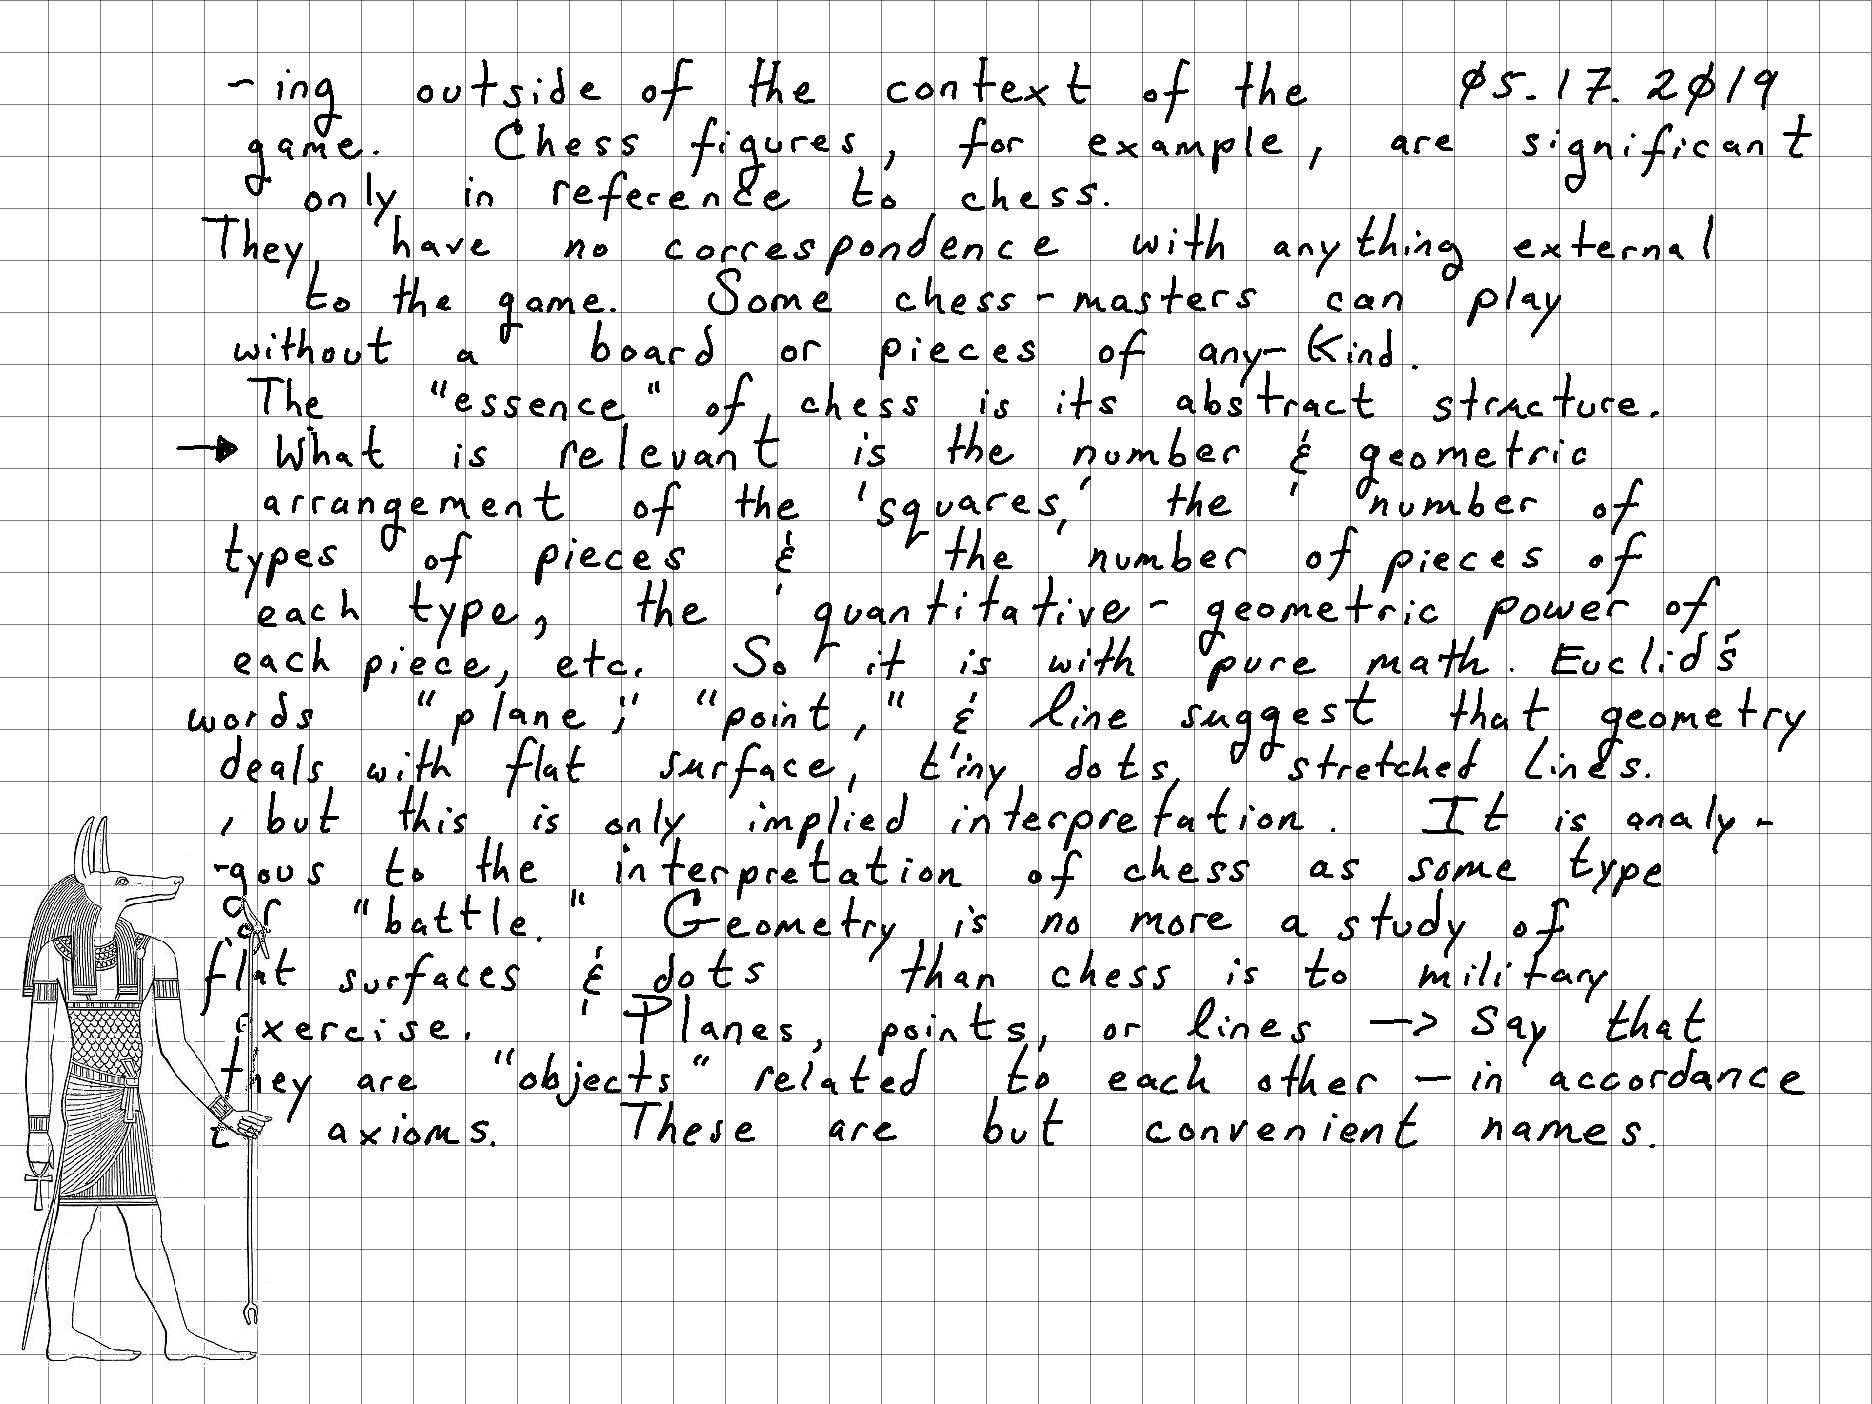 -ing outside of the context of the Ø5.17.2Ø19
game. Chess figures, for example, are significant
only in reference to chess.
They have no correspondence with anything external
to the game. Some chess-masters can play
without a board or pieces of any-kind.
The "essence" of chess is its abstract structure.
→ What is relevant is the number & geometric
arrangement of the 'squares,' the number of
types of pieces & the number of pieces of
each type, the quantitative-geometric power of
each piece, etc. So it is with pure math. Euclid's
words "plane," "point," & line suggest that geometry
deals with flat surface, tiny dots, stretched lines.
, but this is only implied interpretation. It is analy-
-gous to the interpretation of chess as some type
of "battle." Geometry is no more a study of
flat surfaces & dots than chess is to military
exercise. Planes, points, or lines —> Say that
they are "objects" related to each other — in accordance
axioms. These are but convenient names.